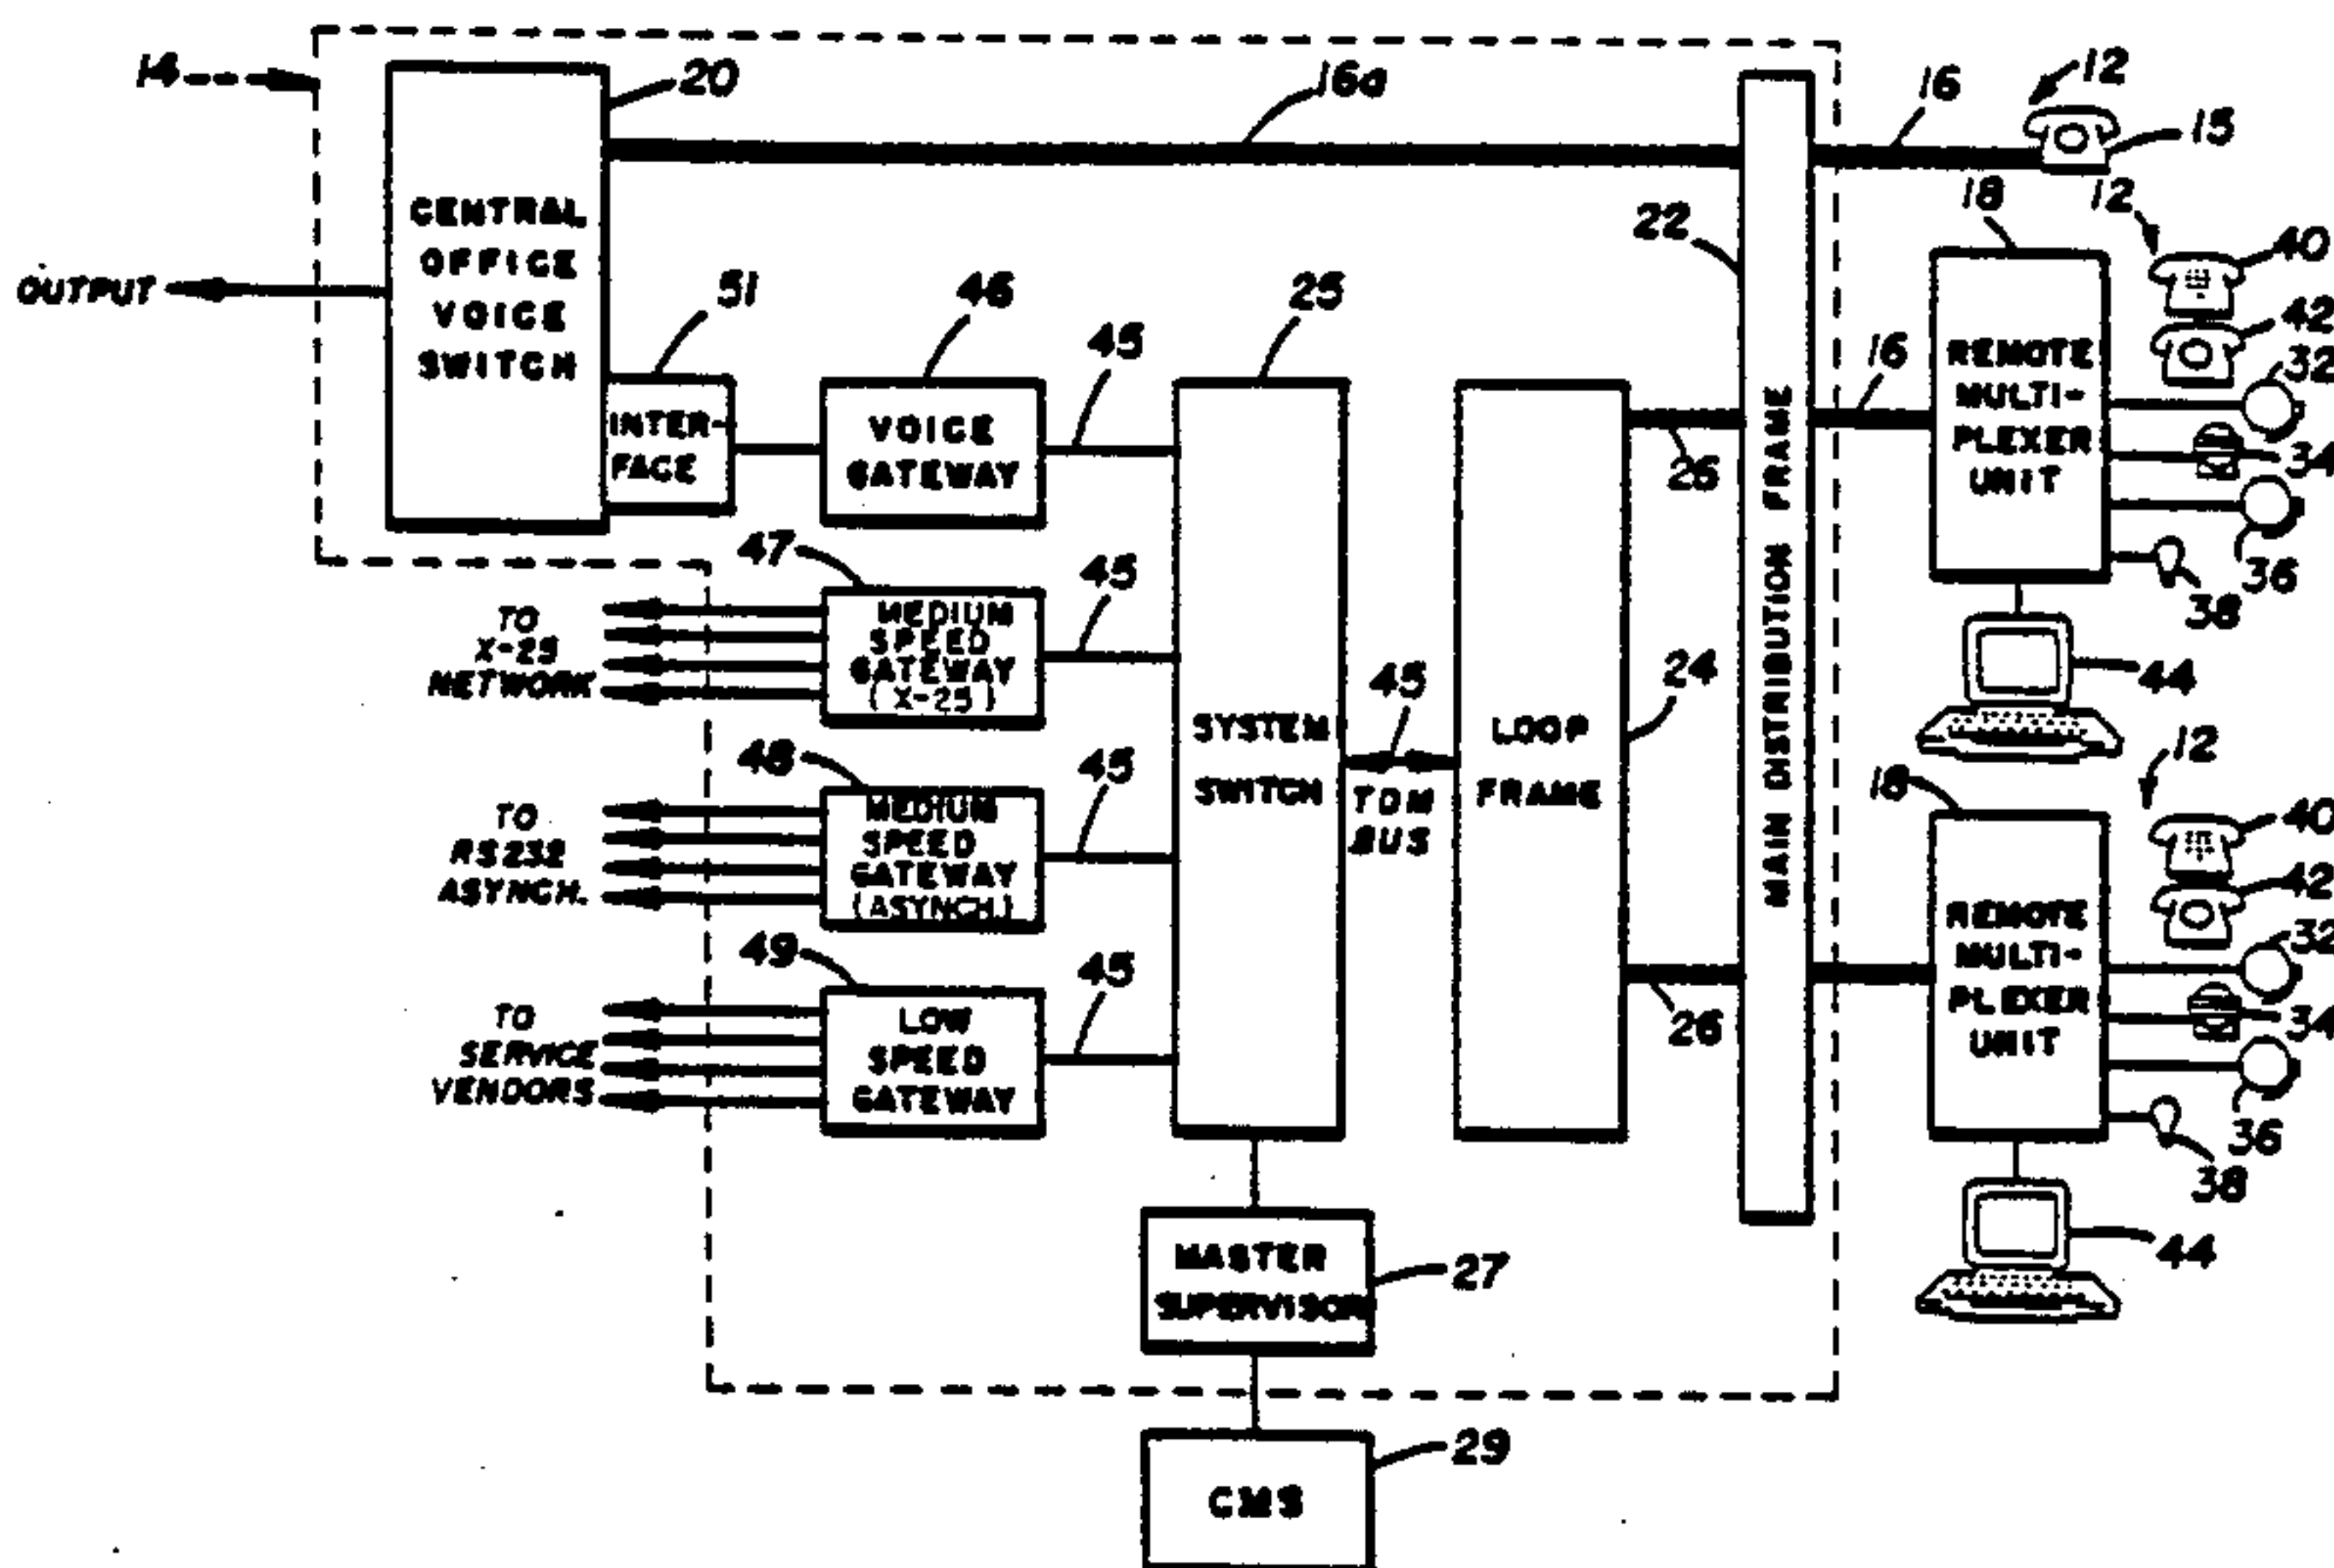 14
20
16a
16
12
15
CENTRAL
OFFICE
VOICE
SWITCH
OUTPUT
51
INTER-
FACE
46
VOICE
GATEWAY
45
25
22
18
12
40
42
32
34
36
38
16
REMOTE
MULTI-
PLEXER
UNIT
44
26
MAIN DISTRIBUTION FRAME
47
MEDIUM
SPEED
GATEWAY
(X-25)
45
TO
X-25
NETWORK
SYSTEM
SWITCH
45
TDM
BUS
LOOP
FRAME
24
48
MEDIUM
SPEED
GATEWAY
(ASYNCH.)
45
TO
RS232
ASYNCH.
49
LOW
SPEED
GATEWAY
45
TO
SERVICE
VENDORS
26
18
12
40
42
32
34
36
38
REMOTE
MULTI-
PLEXER
UNIT
44
MASTER
SUPERVISOR
27
CMS
29